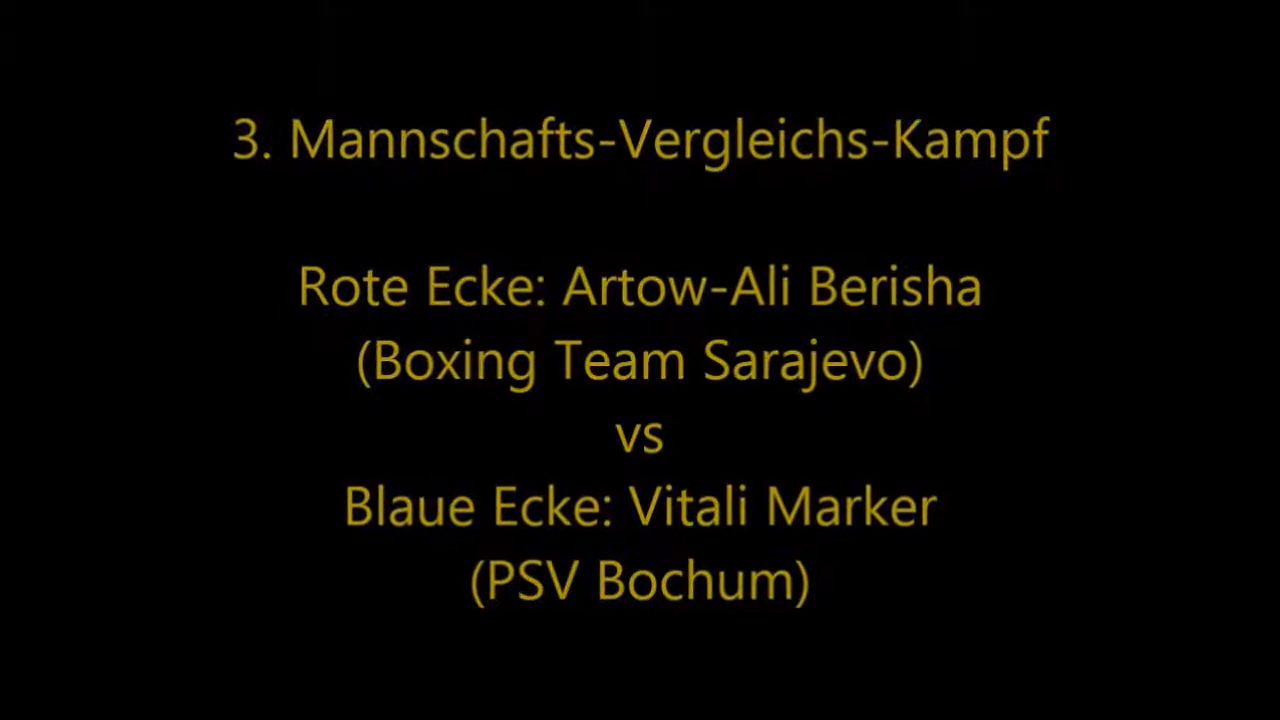 3. Mannschafts-Vergleichs-Kampf
Rote Ecke: Artow-Ali Berisha
(Boxing Team Sarajevo)
vs
Blaue Ecke: Vitali Marker
(PSV Bochum)